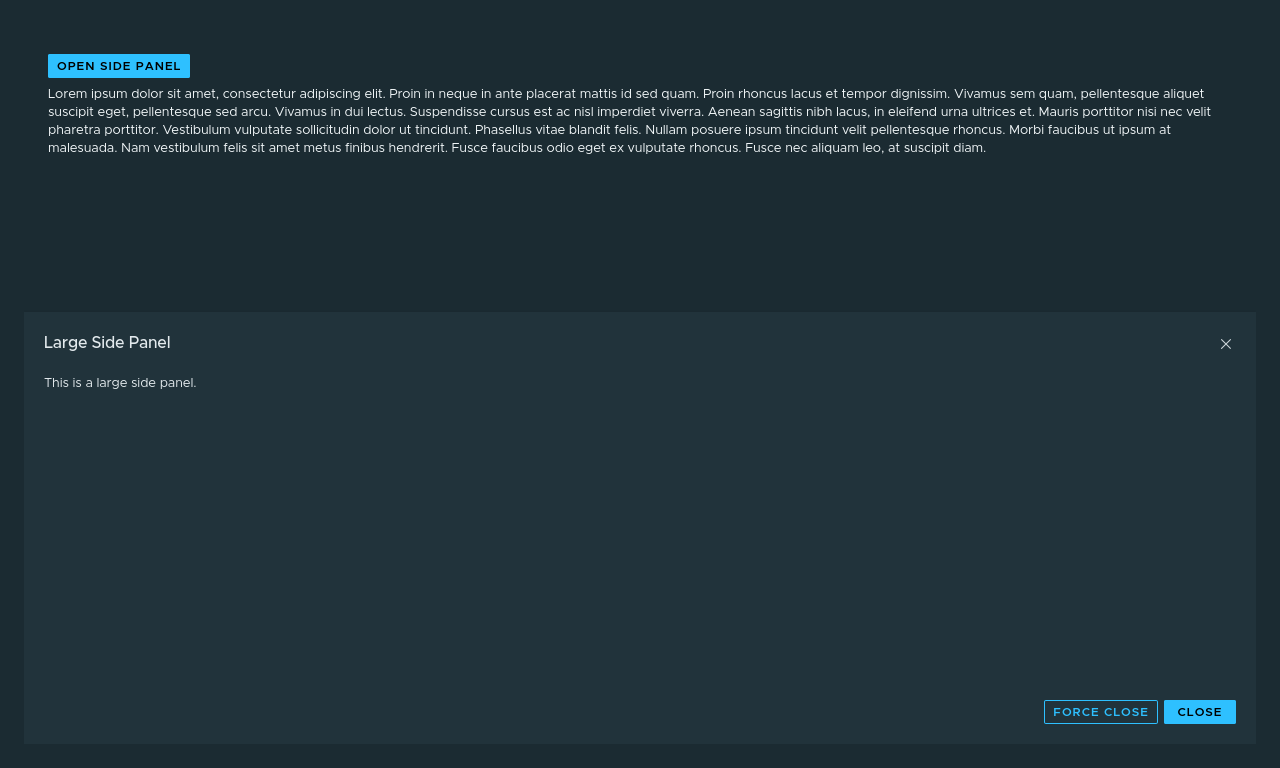 OPEN SIDE PANEL
Lorem ipsum dolor sit amet, consectetur adipiscing elit. Proin in neque in ante placerat mattis id sed quam. Proin rhoncus lacus et tempor dignissim. Vivamus sem quam, pellentesque aliquet
suscipit eget, pellentesque sed arcu. Vivamus in dui lectus. Suspendisse cursus est ac nisl imperdiet viverra. Aenean sagittis nibh lacus, in eleifend urna ultrices et. Mauris porttitor nisi nec velit
pharetra porttitor. Vestibulum vulputate sollicitudin dolor ut tincidunt. Phasellus vitae blandit felis. Nullam posuere ipsum tincidunt velit pellentesque rhoncus. Morbi faucibus ut ipsum at
malesuada. Nam vestibulum felis sit amet metus finibus hendrerit. Fusce faucibus odio eget ex vulputate rhoncus. Fusce nec aliquam leo, at suscipit diam.
Large Side Panel
This is a large side panel.
FORCE CLOSE
CLOSE